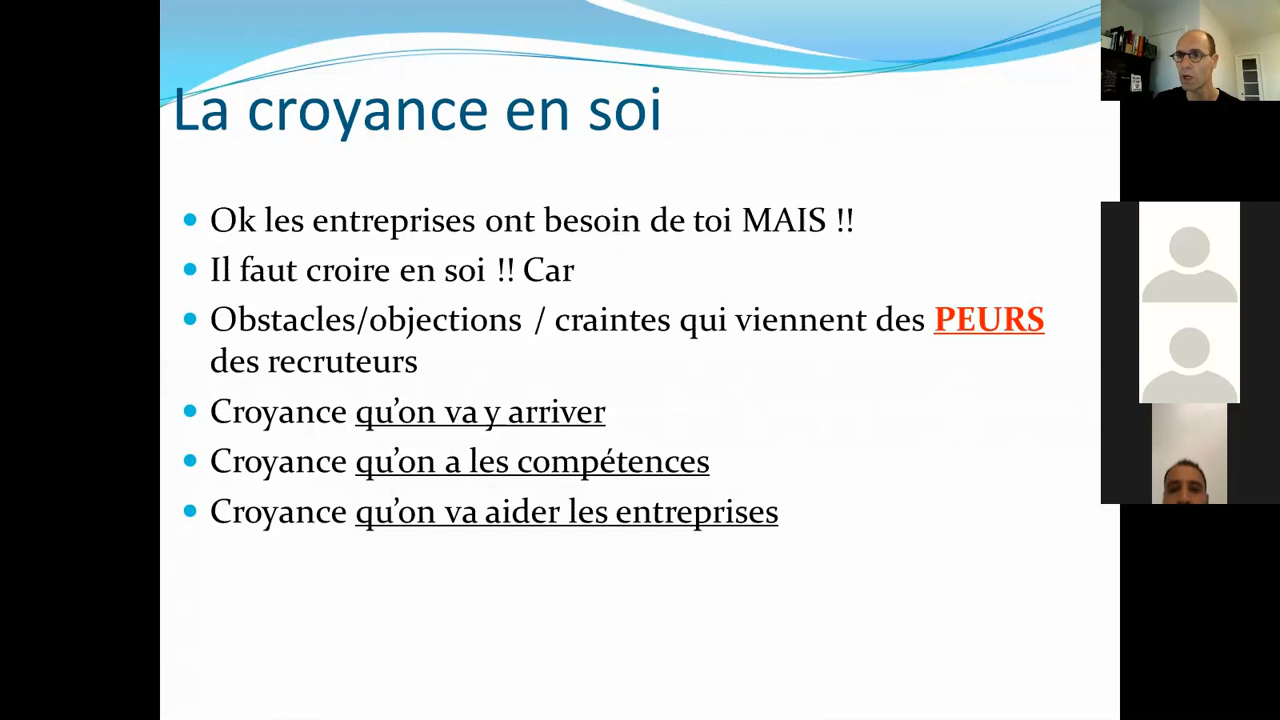 La croyance en soi
Ok les entreprises ont besoin de toi MAIS !!
Il faut croire en soi !! Car
Obstacles/objections / craintes qui viennent des PEURS
des recruteurs
Croyance qu’on va y arriver
Croyance qu’on a les compétences
Croyance qu’on va aider les entreprises